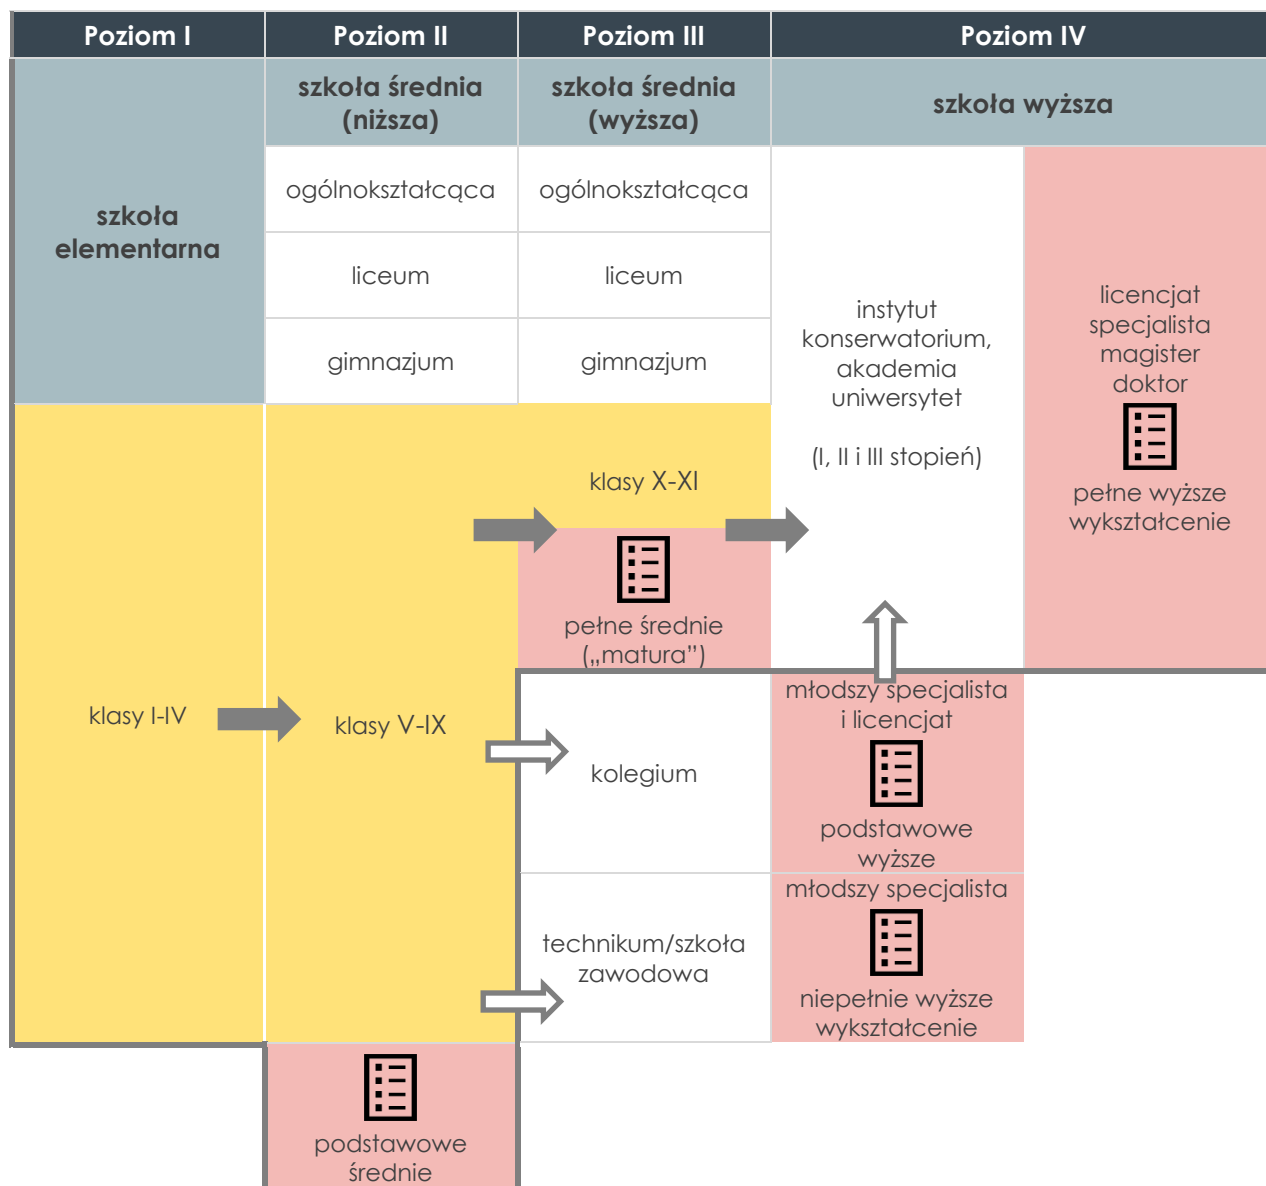 Poziom I
Poziom II
Poziom III
Poziom IV
szkoła
elementarna
szkoła średnia
(niższa)
szkoła średnia
(wyższa)
szkoła wyższa
ogólnokształcąca
ogólnokształcąca
liceum
liceum
gimnazjum
gimnazjum
instytut
konserwatorium,
akademia
uniwersytet
(I, II i III stopień)
licencjat
specjalista
magister
doktor
pełne wyższe
wykształcenie
klasy I-IV
klasy V-IX
klasy X-XI
pełne średnie
(„matura”)
kolegium
młodszy specjalista
i licencjat
podstawowe
wyższe
technikum/szkoła
zawodowa
młodszy specjalista
niepełnie wyższe
wykształcenie
podstawowe
średnie